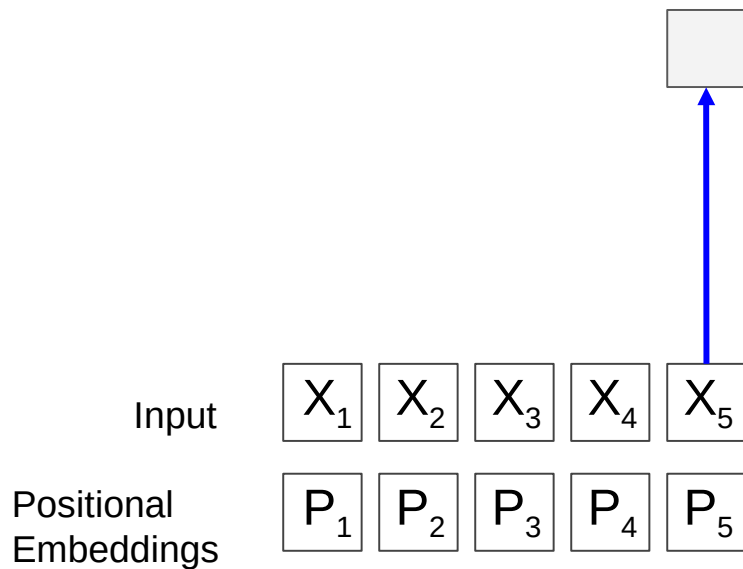 Input X₁ X₂ X₃ X₄ X₅
Positional
Embeddings P₁ P₂ P₃ P₄ P₅